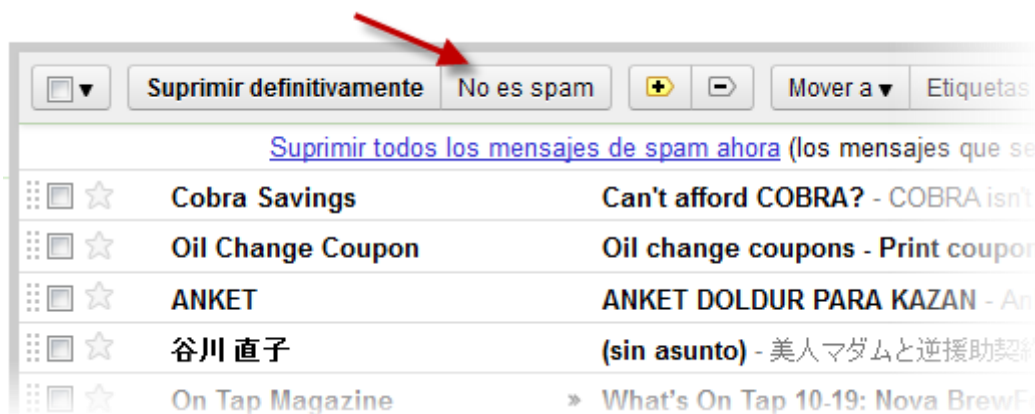 Suprimir definitivamente No es spam Mover a Etiquetas
Suprimir todos los mensajes de spam ahora (los mensajes que se
Cobra Savings Can't afford COBRA? - COBRA isn't
Oil Change Coupon Oil change coupons - Print coupon
ANKET ANKET DOLDUR PARA KAZAN - An
谷川 直子 (sin asunto) - 美人マダムと逆援助契約
On Tap Magazine » What's On Tap 10-19: Nova BrewF